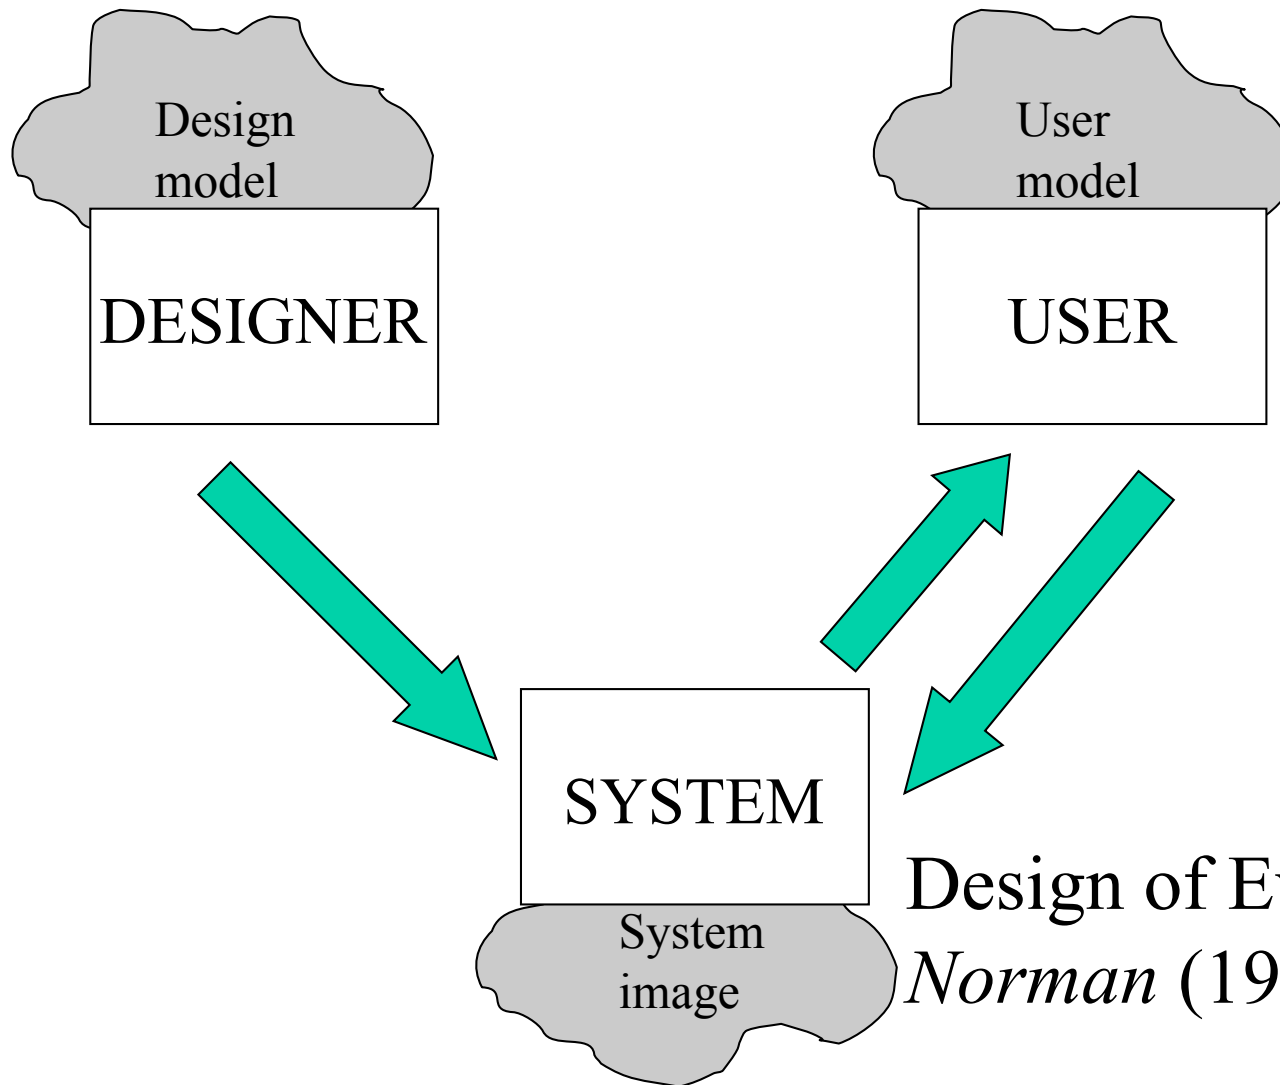 Design
model
User
model
DESIGNER
USER
SYSTEM
System
image
Design of
Norman (19